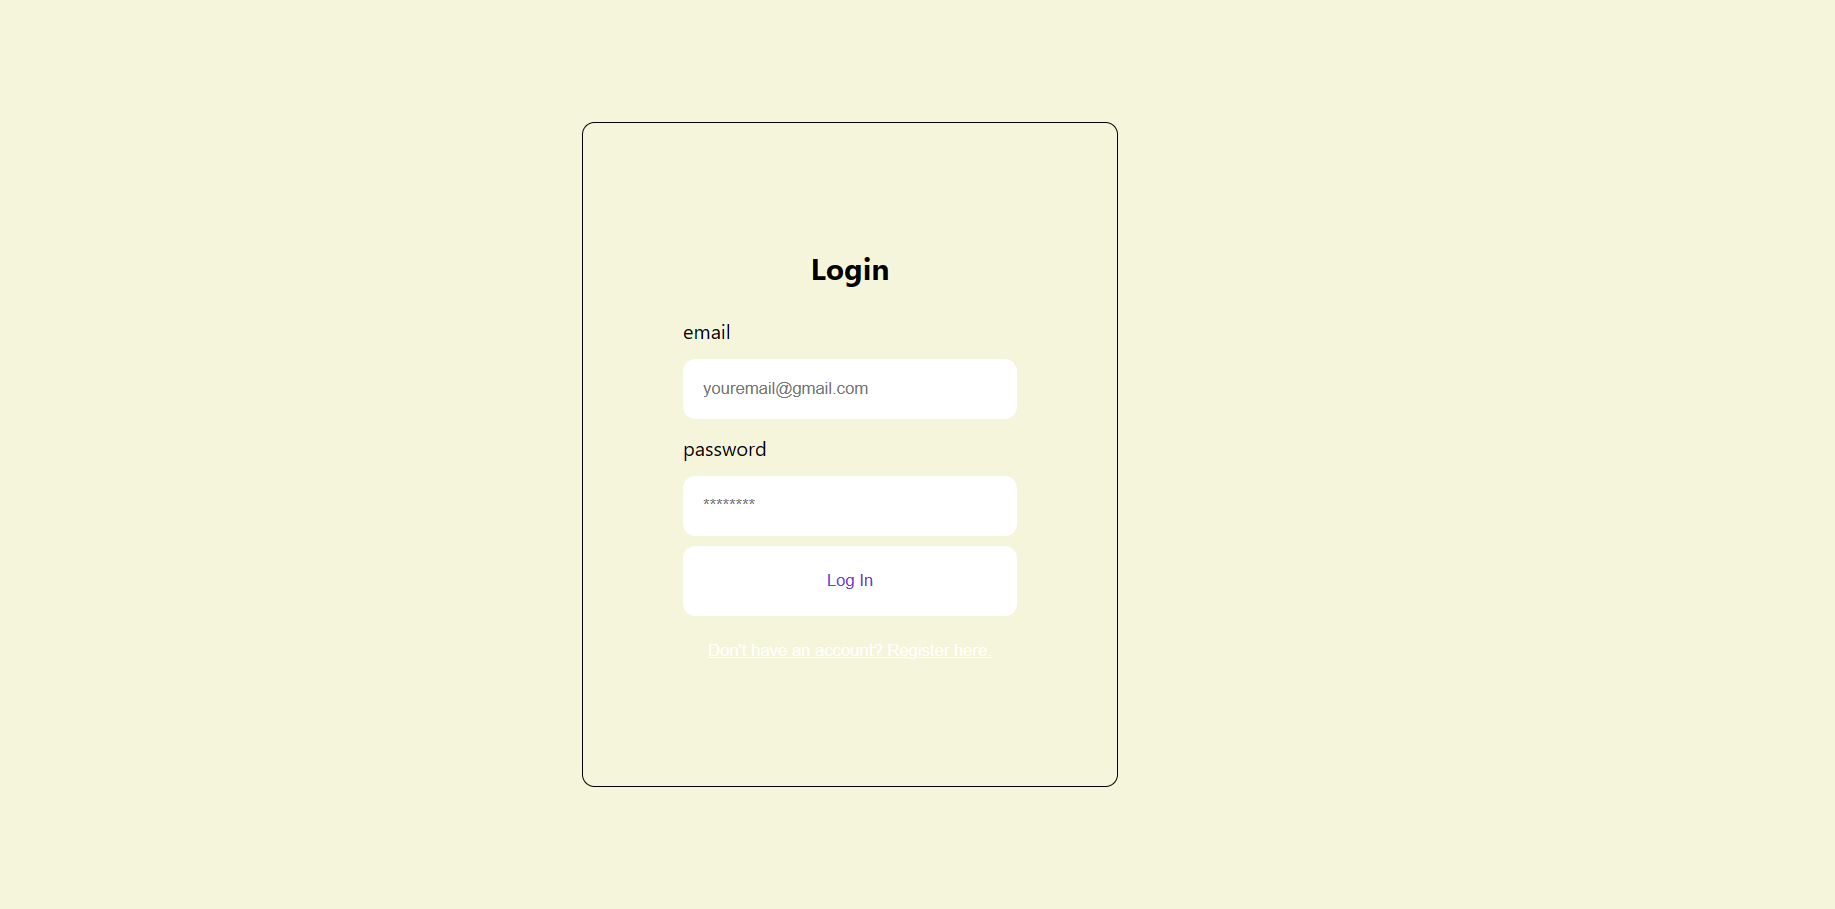 Login
email
youremail@gmail.com
password
********
Log In
Don't have an account? Register here.